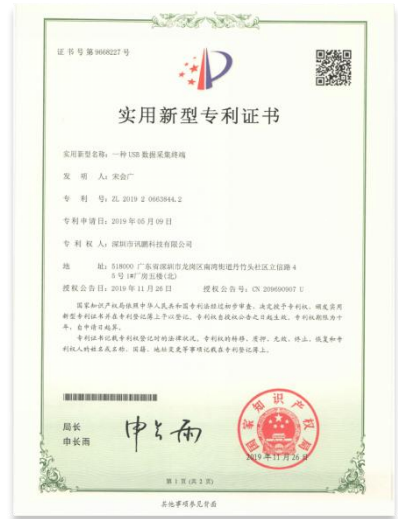 证书号第9668227号
实用新型专利证书
实用新型名称：一种USB数据采集终端
发 明 人：宋会广
专 利 号：ZL 2019 2 0663944.2
专利申请日：2019年05月09日
专 利 权 人：深圳市讯圈科技有限公司
地 址：518000 广东省深圳市龙岗区南湾街道丹竹头社区立信路4
5号1#厂房五楼(北)
授权公告日：2019年11月26日 授权公告号：CN 209690907 U
国家知识产权局依照中华人民共和国专利法经过初步审查，决定授予专利权，颁发实用
新型专利证书并在专利登记簿上予以登记。专利权自授权公告之日起生效。专利权期限为十
年，自申请日起算。
专利证书记载专利权登记时的法律状况。专利权的转移、质押、无效、终止、恢复和专
利权人的姓名或名称、国籍、地址变更等事项记载在专利登记簿上。
局长
申长雨
申长雨
国家知识产权局
2019年11月26日
第 1 页 (共 2 页)
其他事项参见背面